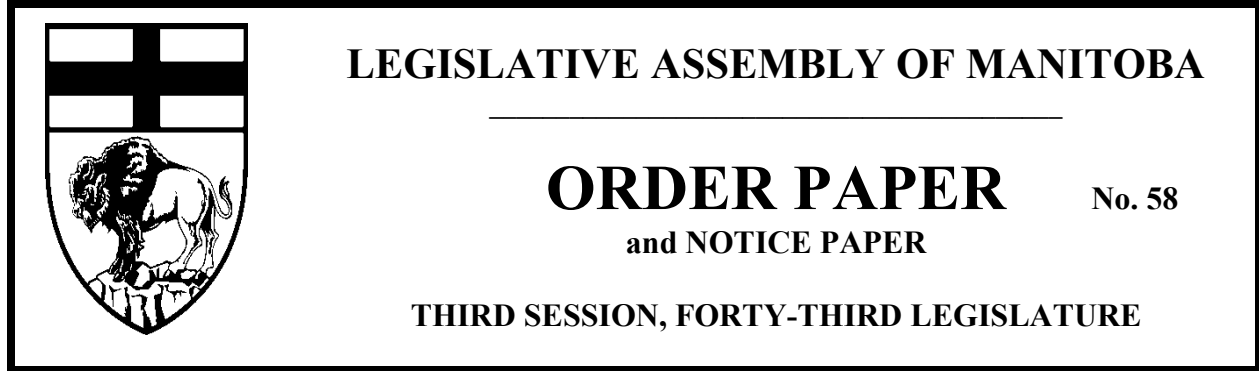 LEGISLATIVE ASSEMBLY OF MANITOBA
ORDER PAPER No. 58
and NOTICE PAPER
THIRD SESSION, FORTY-THIRD LEGISLATURE